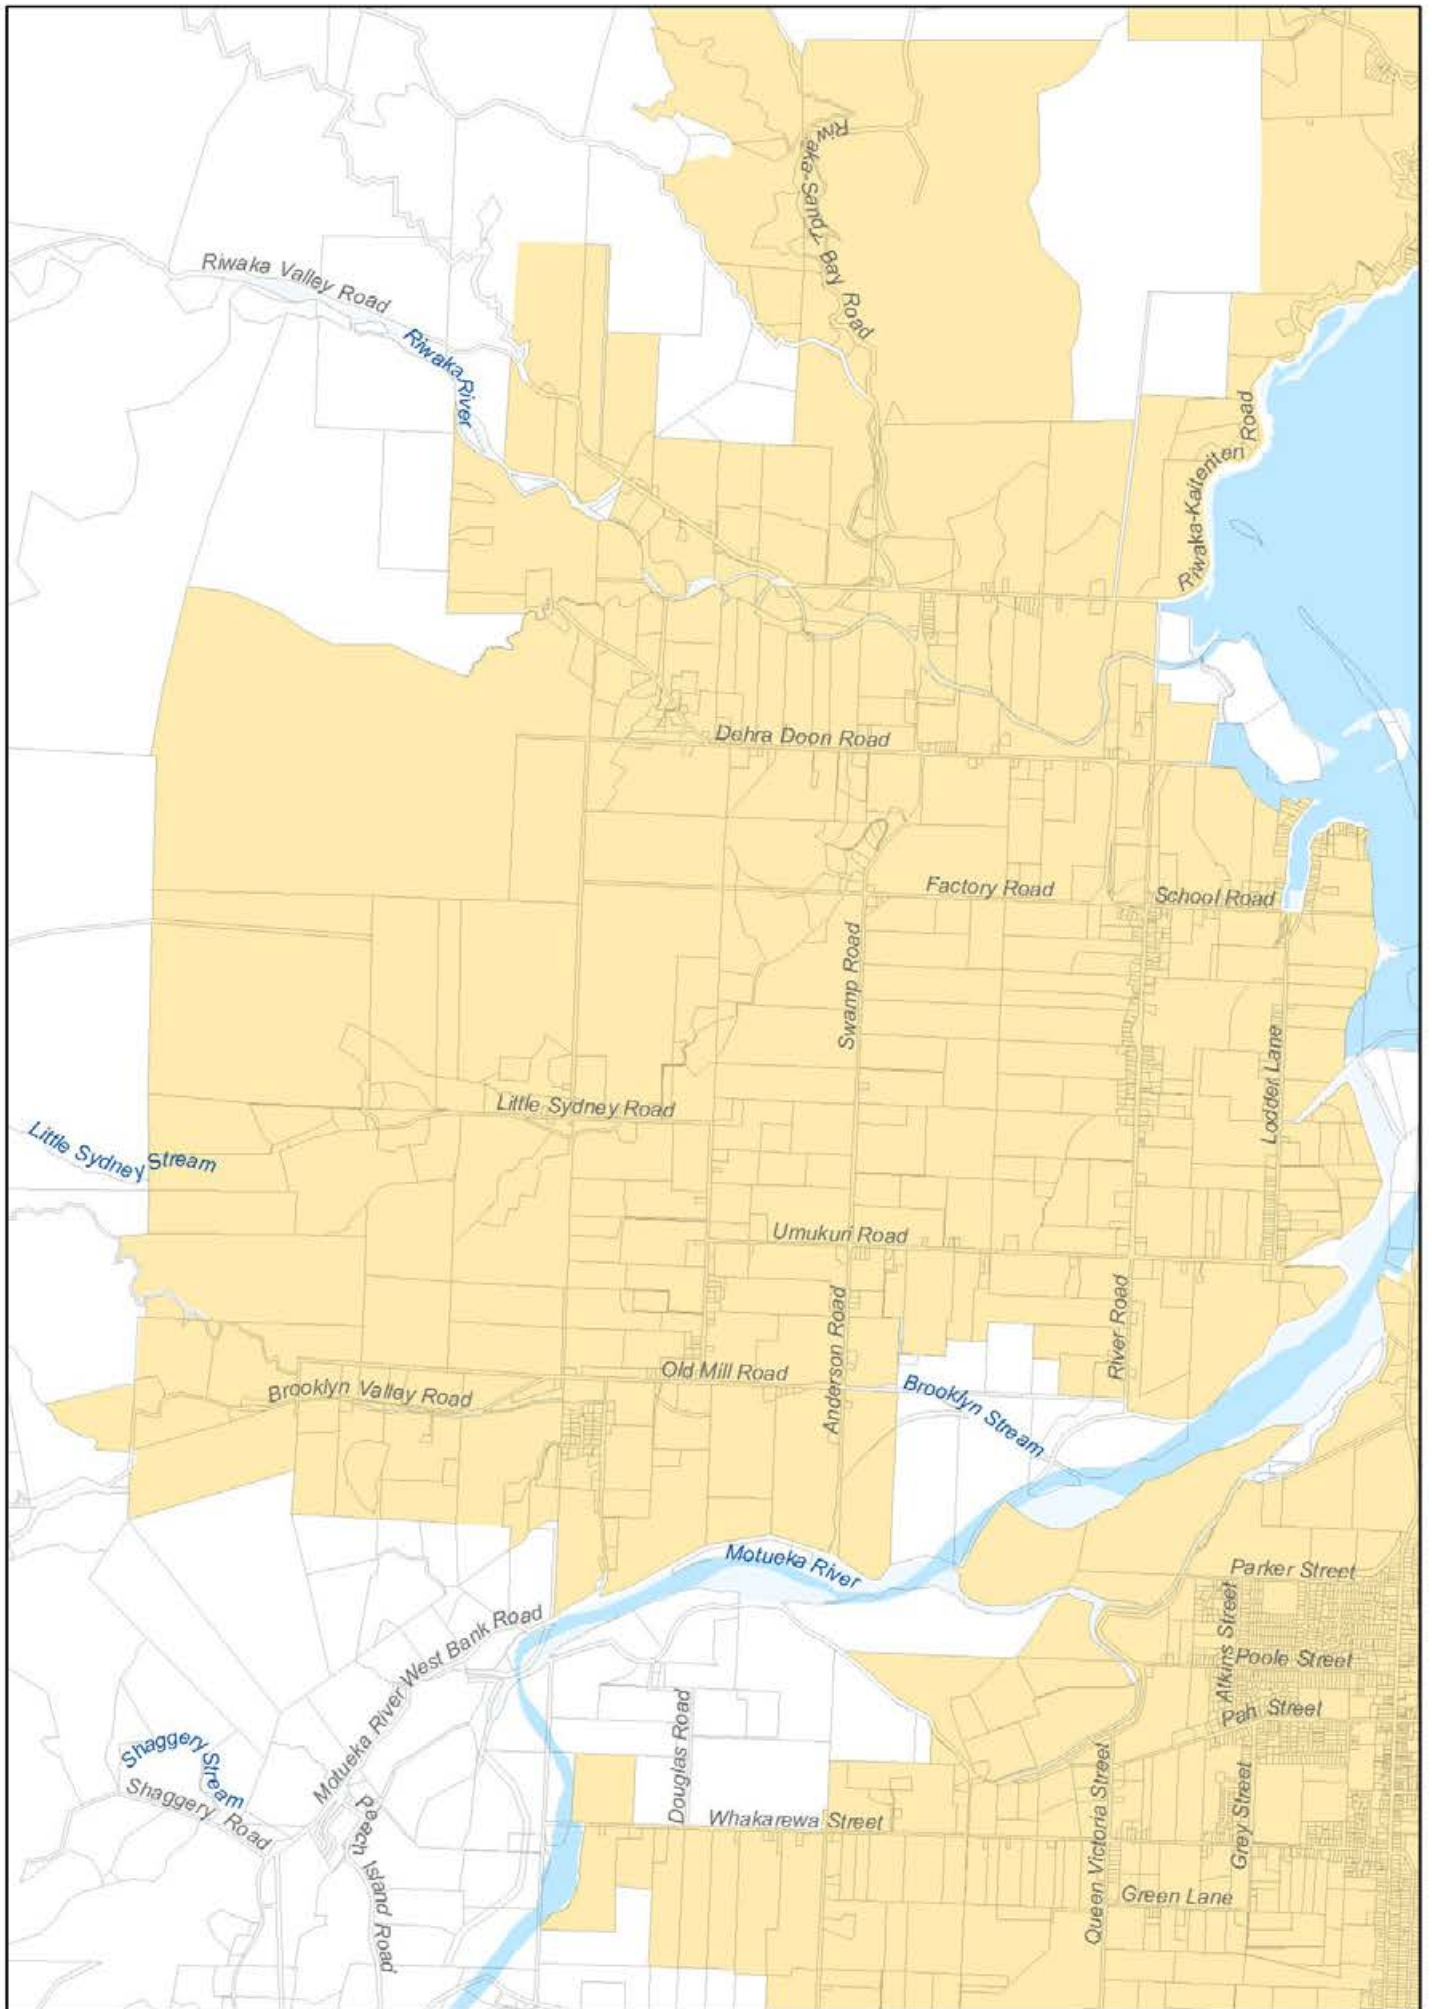 Riwaka-Sandy Bay Road
Riwaka Valley Road
Riwaka River
Riwaka-Kaiteriteri Road
Dehra Doon Road
Factory Road
School Road
Swamp Road
Lodder Lane
Little Sydney Road
Little Sydney Stream
Umukuri Road
River Road
Anderson Road
Old Mill Road
Brooklyn Valley Road
Brooklyn Stream
Motueka River
Parker Street
Atkins Street
Poole Street
Pah Street
Motueka River West Bank Road
Douglas Road
Shaggery Stream
Shaggery Road
Peach Island Road
Whakarewa Street
Queen Victoria Street
Grey Street
Green Lane